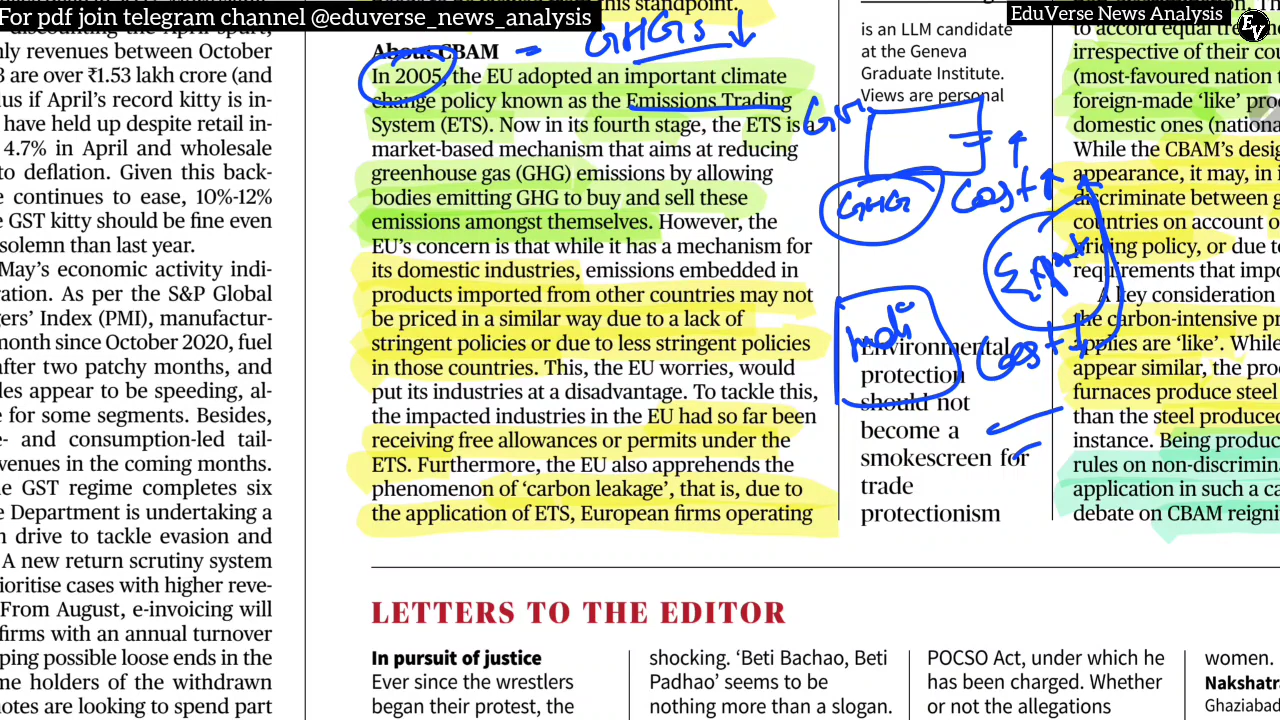 For pdf join telegram channel @eduverse_news_analysis
EduVerse News Analysis
EV
ly revenues between October
3 are over ₹1.53 lakh crore (and
lus if April's record kitty is in-
have held up despite retail in-
4.7% in April and wholesale
to deflation. Given this back-
e continues to ease, 10%-12%
e GST kitty should be fine even
solemn than last year.
May's economic activity indi-
ration. As per the S&P Global
gers' Index (PMI), manufactur-
month since October 2020, fuel
after two patchy months, and
les appear to be speeding, al-
e for some segments. Besides,
e- and consumption-led tail-
venues in the coming months.
e GST regime completes six
e Department is undertaking a
n drive to tackle evasion and
A new return scrutiny system
ioritise cases with higher reve-
From August, e-invoicing will
firms with an annual turnover
ping possible loose ends in the
me holders of the withdrawn
notes are looking to spend part
this standpoint.
About CBAM = GHGs ↓
In 2005, the EU adopted an important climate
change policy known as the Emissions Trading
System (ETS). Now in its fourth stage, the ETS is a
market-based mechanism that aims at reducing
greenhouse gas (GHG) emissions by allowing
bodies emitting GHG to buy and sell these
emissions amongst themselves. However, the
EU's concern is that while it has a mechanism for
its domestic industries, emissions embedded in
products imported from other countries may not
be priced in a similar way due to a lack of
stringent policies or due to less stringent policies
in those countries. This, the EU worries, would
put its industries at a disadvantage. To tackle this,
the impacted industries in the EU had so far been
receiving free allowances or permits under the
ETS. Furthermore, the EU also apprehends the
phenomenon of 'carbon leakage', that is, due to
the application of ETS, European firms operating
is an LLM candidate
at the Geneva
Graduate Institute.
Views are personal
GHG
Cost ↑
Cost ↓
Environmental
protection
should not
become a
smokescreen for
trade
protectionism
to accord equal trea
irrespective of their cou
(most-favoured nation t
foreign-made 'like' pro
domestic ones (national
While the CBAM's desig
appearance, it may, in i
discriminate between g
countries on account o
pricing policy, or due to
requirements that impo
A key consideration
the carbon-intensive pr
applies are 'like'. While
appear similar, the proc
furnaces produce steel
than the steel produced
instance. Being produc
rules on non-discrimin
application in such a ca
debate on CBAM reigni
LETTERS TO THE EDITOR
In pursuit of justice
Ever since the wrestlers
began their protest, the
shocking. 'Beti Bachao, Beti
Padhao' seems to be
nothing more than a slogan.
POCSO Act, under which he
has been charged. Whether
or not the allegations
women.
Nakshatra
Ghaziabad